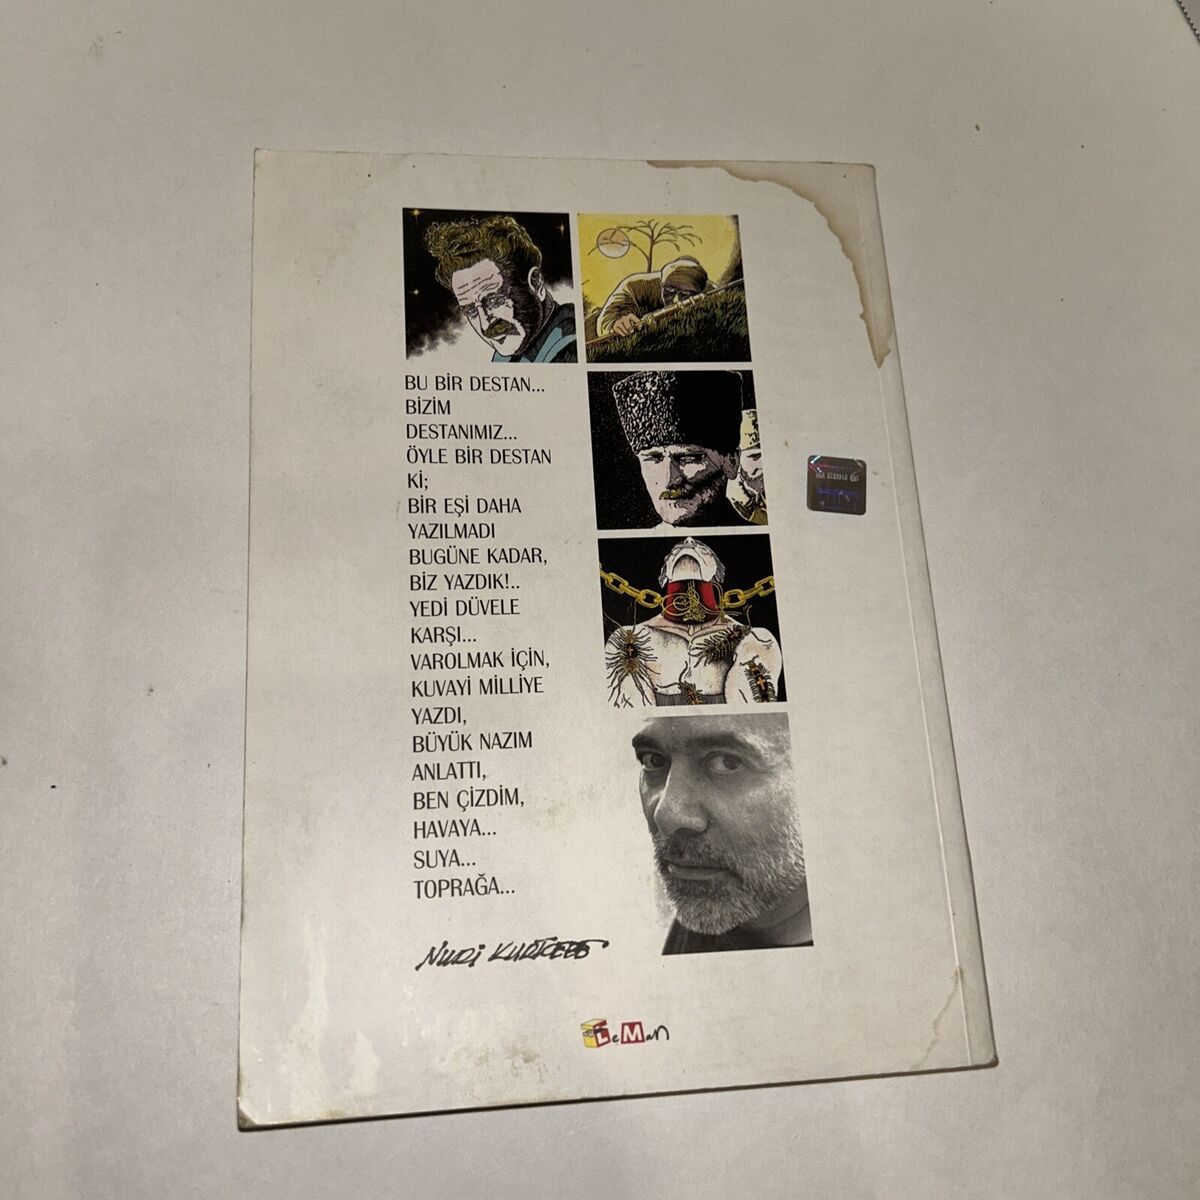 BU BİR DESTAN...
BİZİM
DESTANIMIZ...
ÖYLE BİR DESTAN
Kİ;
BİR EŞİ DAHA
YAZILMADI
BUGÜNE KADAR,
BİZ YAZDIK!..
YEDİ DÜVELE
KARŞI...
VAROLMAK İÇİN,
KUVAYİ MİLLİYE
YAZDI,
BÜYÜK NAZIM
ANLATTI,
BEN ÇİZDİM,
HAVAYA...
SUYA...
TOPRAĞA...
NURİ KURTCEBE
LeMan